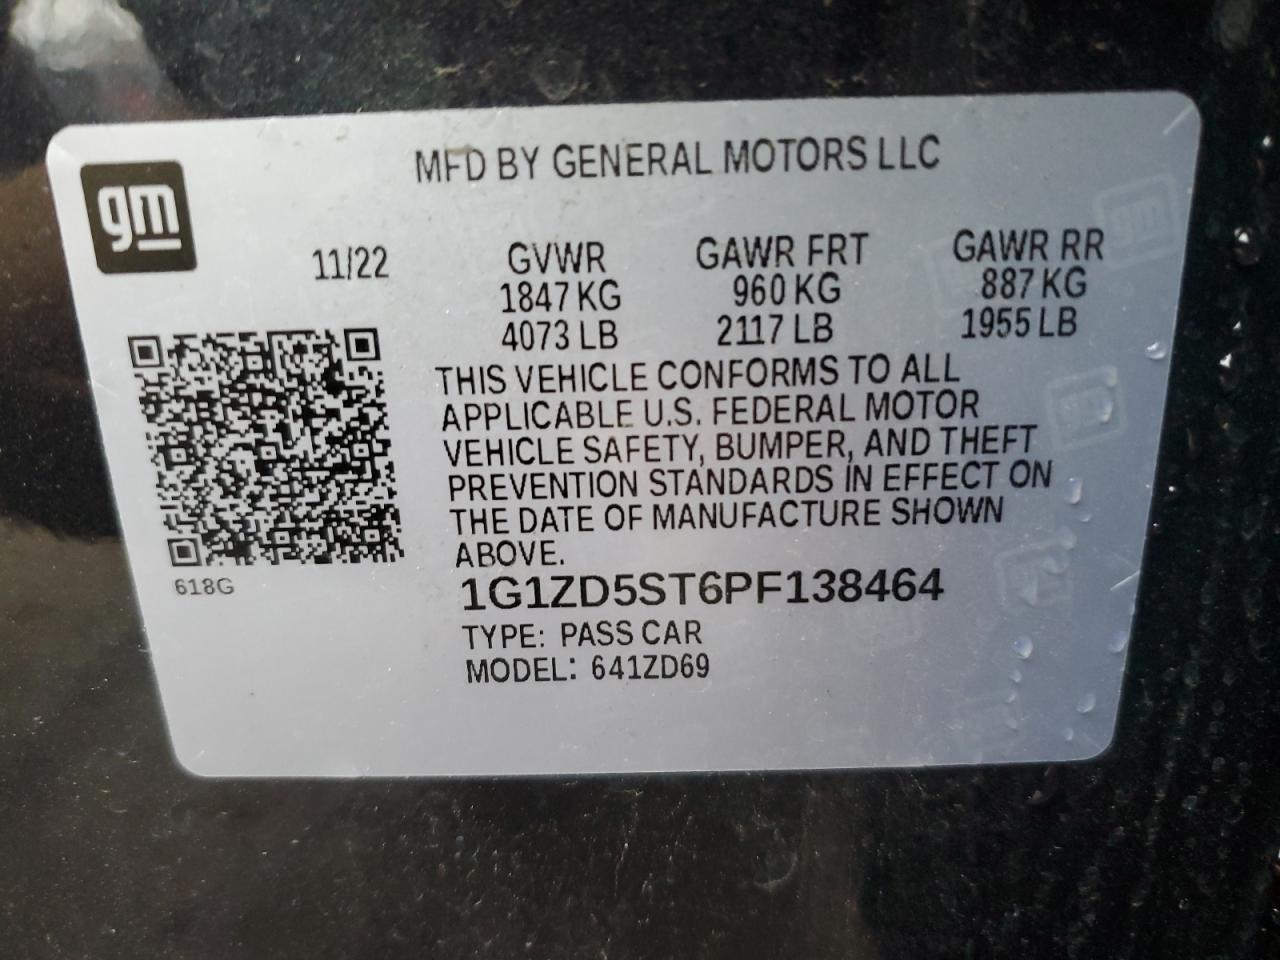 MFD BY GENERAL MOTORS LLC
gm
11/22 GVWR GAWR FRT GAWR RR
1847 KG 960 KG 887 KG
4073 LB 2117 LB 1955 LB
THIS VEHICLE CONFORMS TO ALL
APPLICABLE U.S. FEDERAL MOTOR
VEHICLE SAFETY, BUMPER, AND THEFT
PREVENTION STANDARDS IN EFFECT ON
THE DATE OF MANUFACTURE SHOWN
ABOVE.
618G
1G1ZD5ST6PF138464
TYPE: PASS CAR
MODEL: 641ZD69